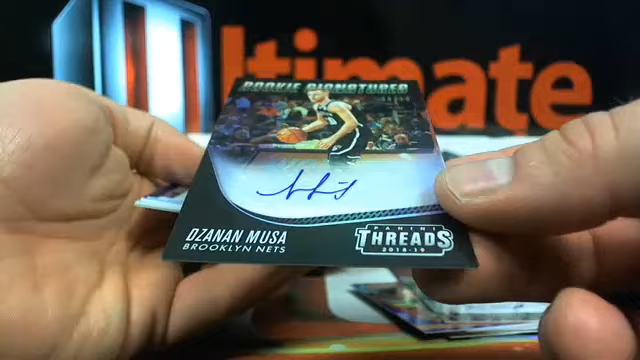 Ultimate
ROOKIE SIGNATURES
DZANAN MUSA
BROOKLYN NETS
PANINI
THREADS
2018-19